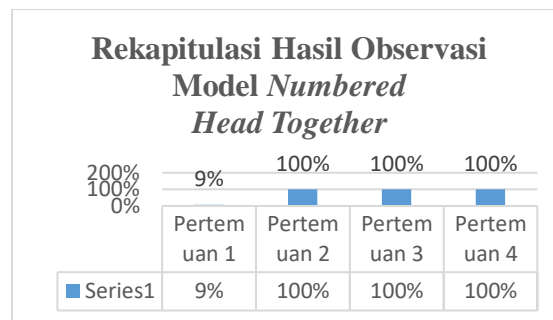 Rekapitulasi Hasil Observasi
Model Numbered
Head Together
9% 100% 100% 100%
200%
100%
0%
Pertem Pertem Pertem Pertem
uan 1 uan 2 uan 3 uan 4
Series1 9% 100% 100% 100%